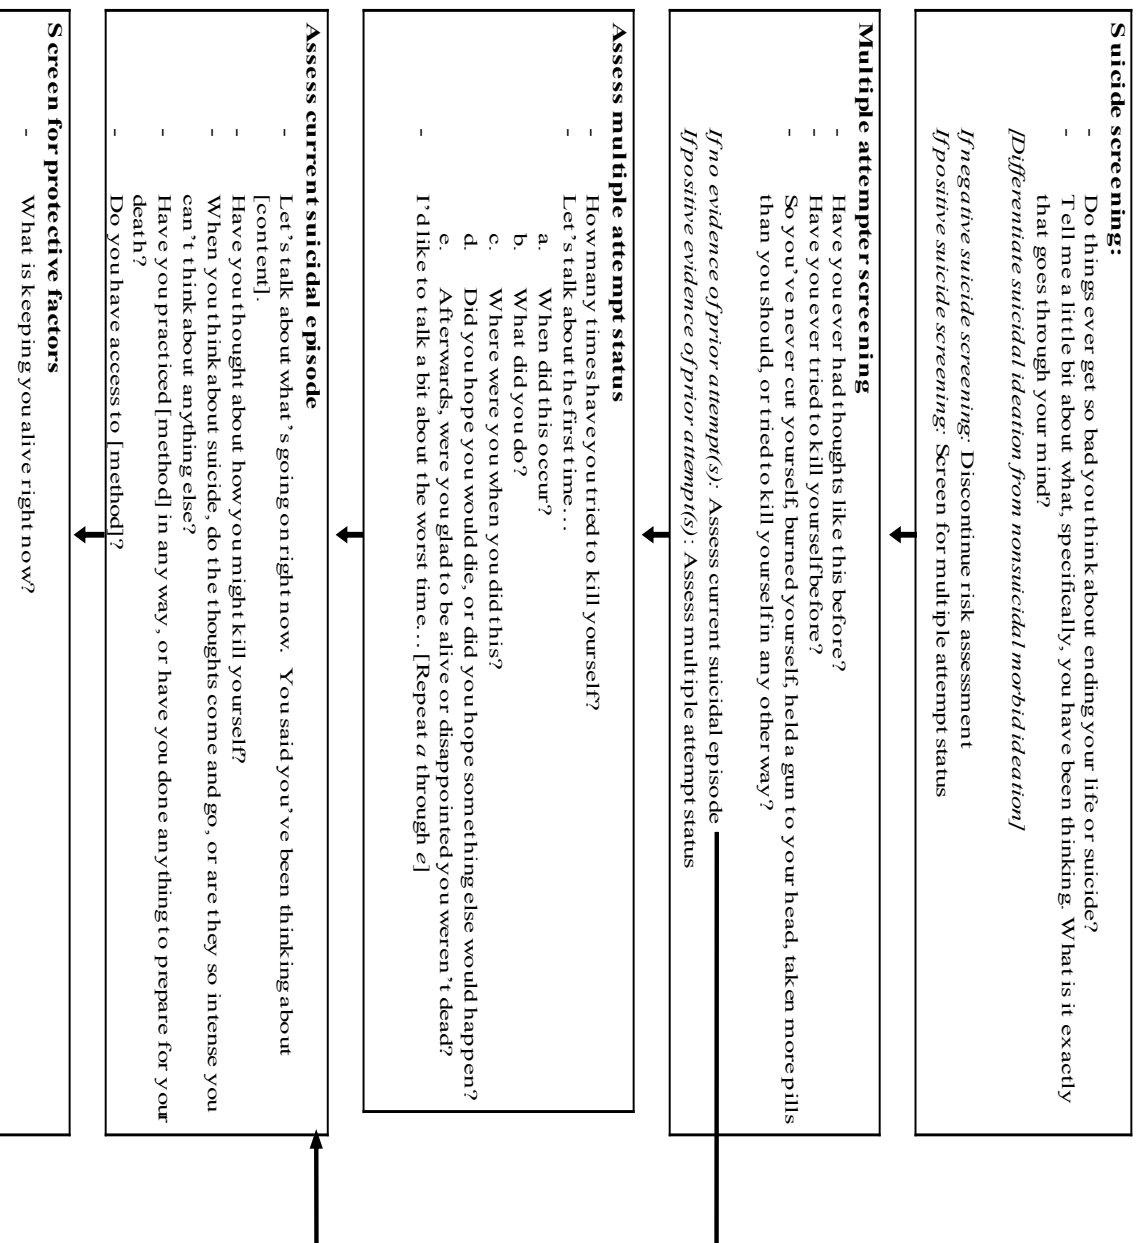 Suicide screening:
- Do things ever get so bad you think about ending your life or suicide?
- Tell me a little bit about what, specifically, you have been thinking. What is it exactly
that goes through your mind?
[Differentiate suicidal ideation from nonsuicidal morbid ideation]
If negative suicide screening: Discontinue risk assessment
If positive suicide screening: Screen for multiple attempt status
Multiple attempter screening
- Have you ever had thoughts like this before?
- Have you ever tried to kill yourself before?
- So you've never cut yourself, burned yourself, held a gun to your head, taken more pills
than you should, or tried to kill yourself in any other way?
If no evidence of prior attempt(s): Assess current suicidal episode
If positive evidence of prior attempt(s): Assess multiple attempt status
Assess multiple attempt status
- How many times have you tried to kill yourself?
- Let's talk about the first time…
a. When did this occur?
b. What did you do?
c. Where were you when you did this?
d. Did you hope you would die, or did you hope something else would happen?
e. Afterwards, were you glad to be alive or disappointed you weren't dead?
- I'd like to talk a bit about the worst time… [Repeat a through e]
Assess current suicidal episode
- Let's talk about what's going on right now. You said you've been thinking about
[content].
- Have you thought about how you might kill yourself?
- When you think about suicide, do the thoughts come and go, or are they so intense you
can't think about anything else?
- Have you practiced [method] in any way, or have you done anything to prepare for your
death?
- Do you have access to [method]?
Screen for protective factors
- What is keeping you alive right now?